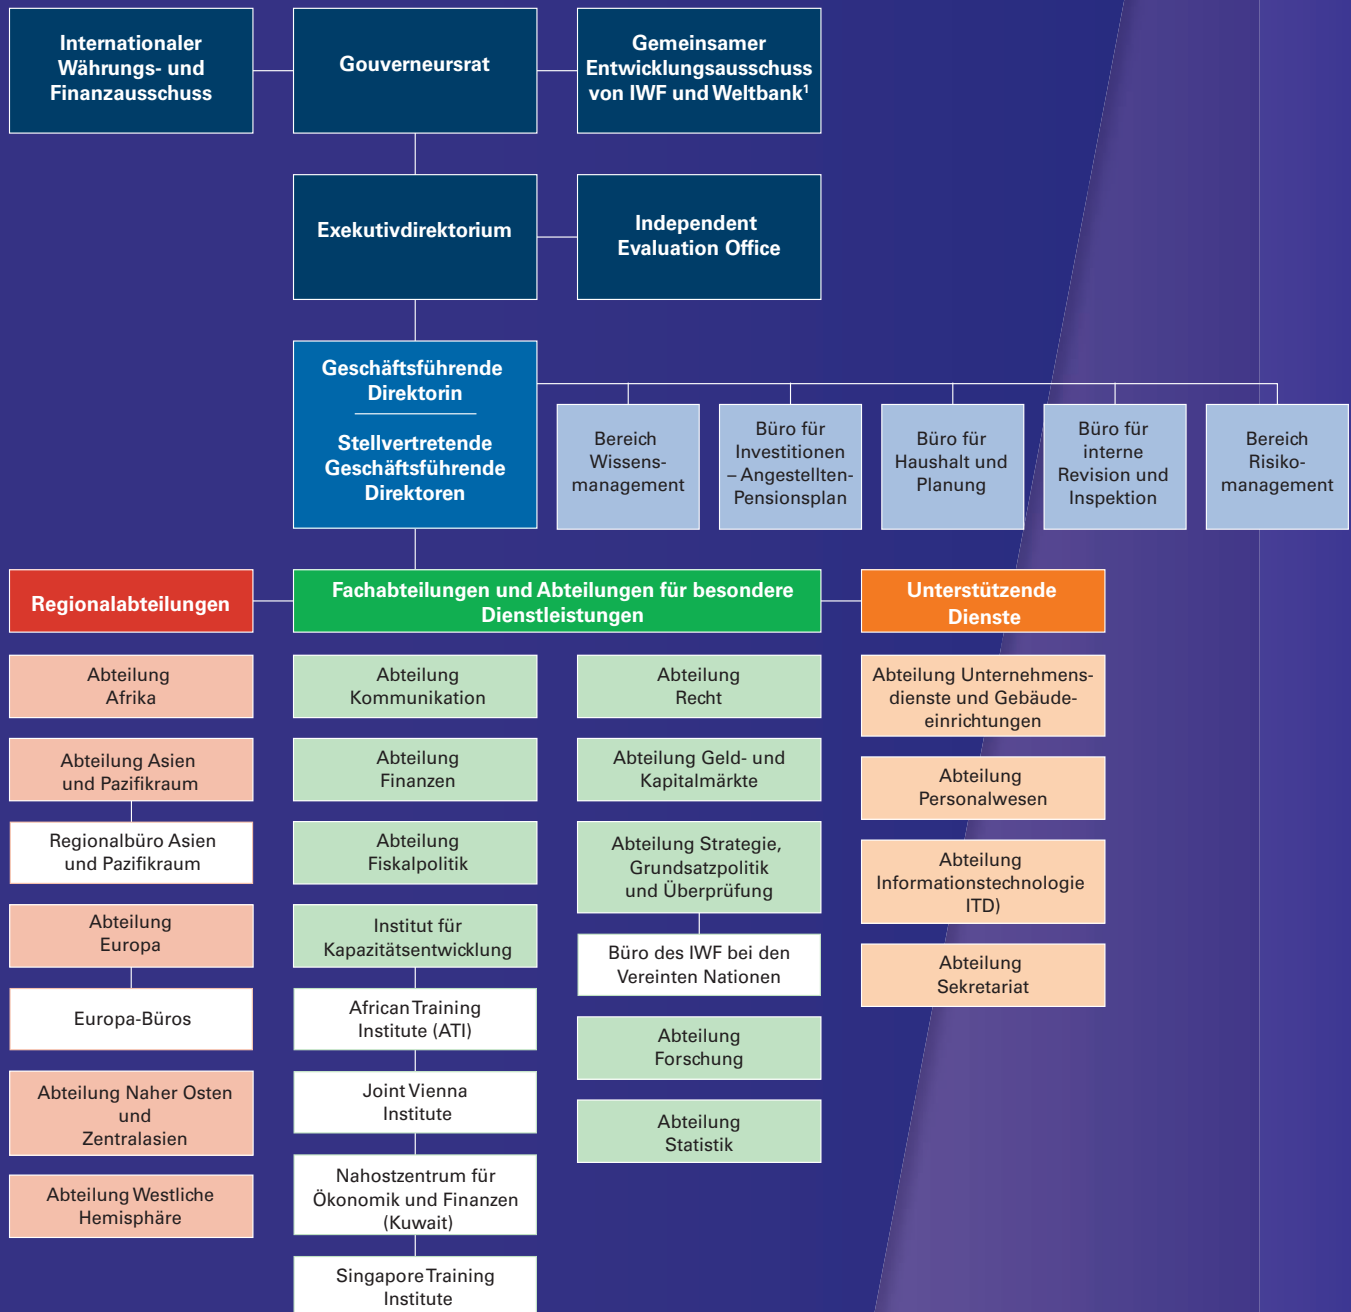 Internationaler
Währungs- und
Finanzausschuss
Gouverneursrat
Gemeinsamer
Entwicklungsausschuss
von IWF und Weltbank¹
Exekutivdirektorium
Independent
Evaluation Office
Geschäftsführende
Direktorin
Stellvertretende
Geschäftsführende
Direktoren
Bereich
Wissens-
management
Büro für
Investitionen
– Angestellten-
Pensionsplan
Büro für
Haushalt und
Planung
Büro für
interne
Revision und
Inspektion
Bereich
Risiko-
management
Regionalabteilungen
Fachabteilungen und Abteilungen für besondere
Dienstleistungen
Unterstützende
Dienste
Abteilung
Afrika
Abteilung Asien
und Pazifikraum
Regionalbüro Asien
und Pazifikraum
Abteilung
Europa
Europa-Büros
Abteilung Naher Osten
und
Zentralasien
Abteilung Westliche
Hemisphäre
Abteilung
Kommunikation
Abteilung
Finanzen
Abteilung
Fiskalpolitik
Institut für
Kapazitätsentwicklung
African Training
Institute (ATI)
Joint Vienna
Institute
Nahostzentrum für
Ökonomik und Finanzen
(Kuwait)
Singapore Training
Institute
Abteilung
Recht
Abteilung Geld- und
Kapitalmärkte
Abteilung Strategie,
Grundsatzpolitik
und Überprüfung
Büro des IWF bei den
Vereinten Nationen
Abteilung
Forschung
Abteilung
Statistik
Abteilung Unternehmens-
dienste und Gebäude-
einrichtungen
Abteilung
Personalwesen
Abteilung
Informationstechnologie
ITD)
Abteilung
Sekretariat